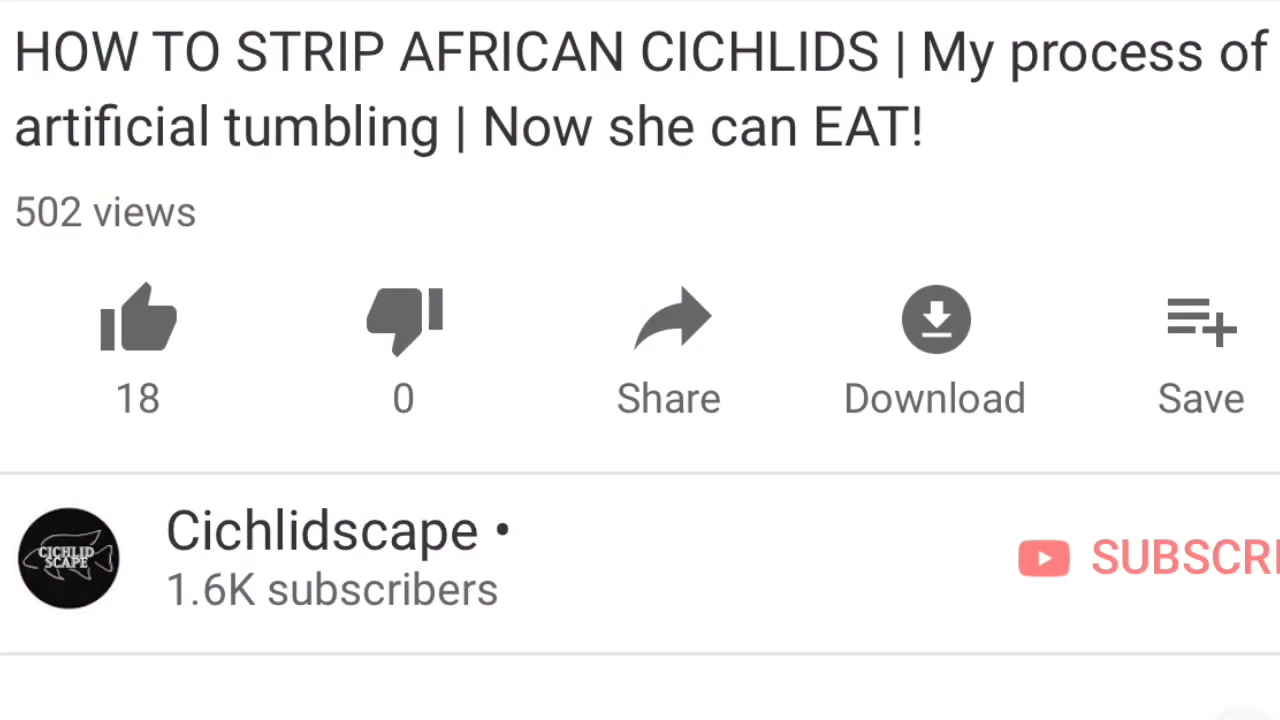 HOW TO STRIP AFRICAN CICHLIDS | My process of
artificial tumbling | Now she can EAT!
502 views
18
0
Share
Download
Save
CICHLID
SCAPE
Cichlidscape •
1.6K subscribers
SUBSCRI